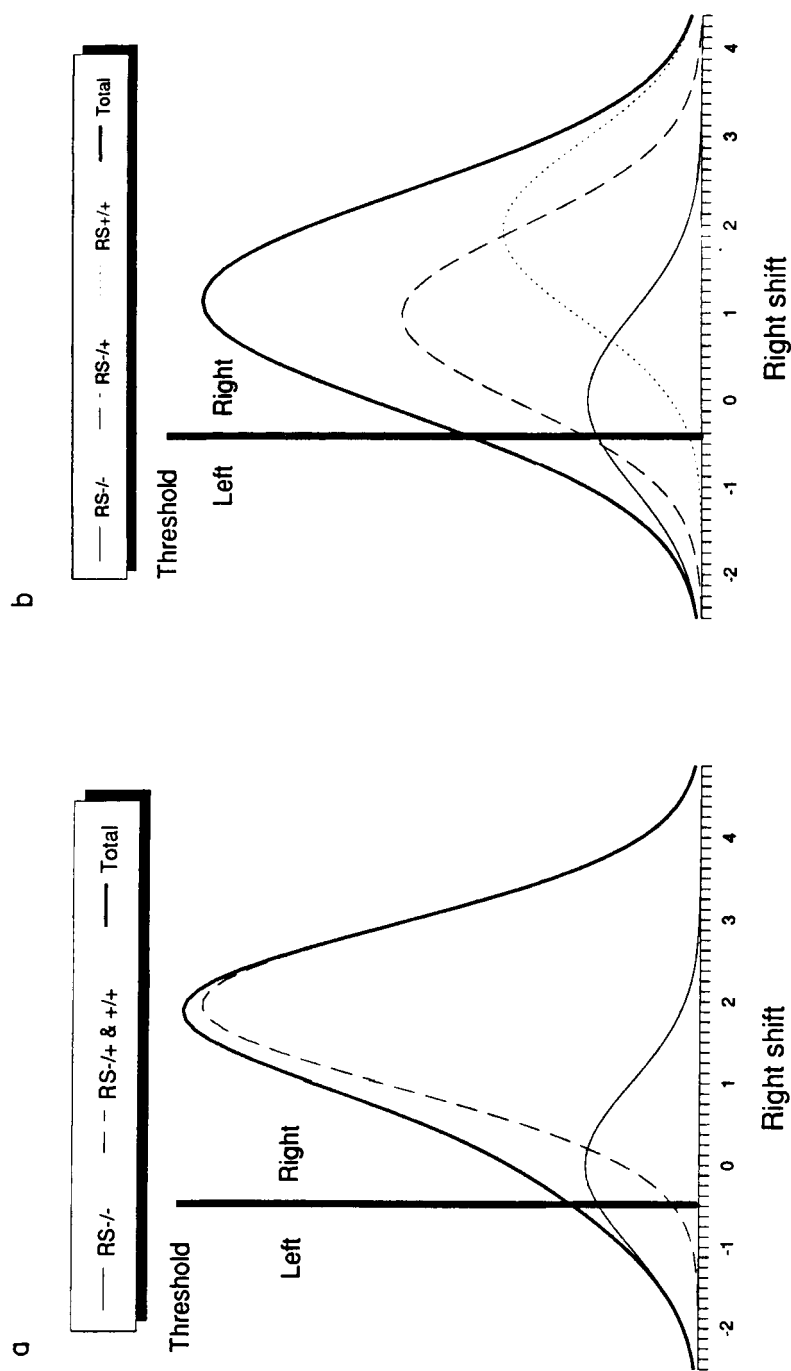 a
RS-/- RS-/+ & +/+ Total
Threshold
Left Right
-2 -1 0 1 2 3 4
Right shift
b
RS-/- RS-/+ RS+/+ Total
Threshold
Left Right
-2 -1 0 1 2 3 4
Right shift